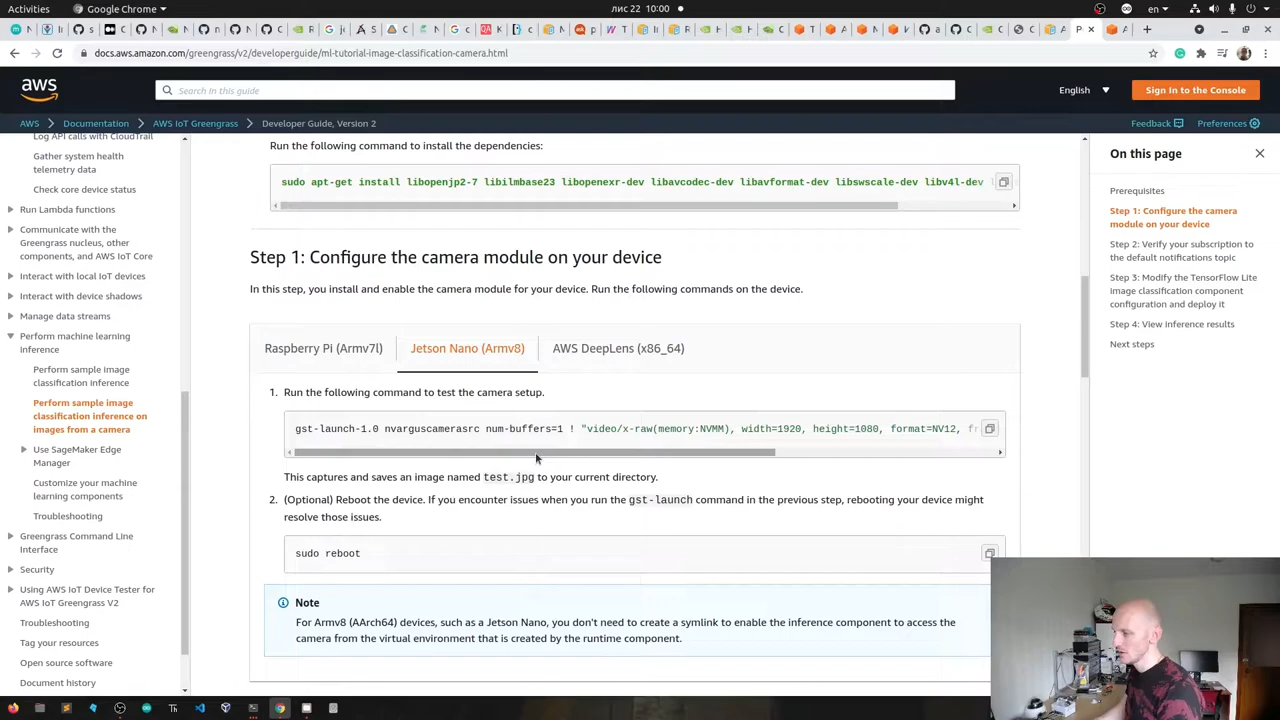 Activities
Google Chrome
лис 22 10:00
en
docs.aws.amazon.com/greengrass/v2/developerguide/ml-tutorial-image-classification-camera.html
aws
Search in this guide
English
Sign In to the Console
AWS
Documentation
AWS IoT Greengrass
Developer Guide, Version 2
Feedback
Preferences
Log API calls with CloudTrail
Gather system health
telemetry data
Check core device status
Run Lambda functions
Communicate with the
Greengrass nucleus, other
components, and AWS IoT Core
Interact with local IoT devices
Interact with device shadows
Manage data streams
Perform machine learning
inference
Perform sample image
classification inference
Perform sample image
classification inference on
images from a camera
Use SageMaker Edge
Manager
Customize your machine
learning components
Troubleshooting
Greengrass Command Line
Interface
Security
Using AWS IoT Device Tester for
AWS IoT Greengrass V2
Troubleshooting
Tag your resources
Open source software
Document history
Run the following command to install the dependencies:
sudo apt-get install libopenjp2-7 libilmbase23 libopenexr-dev libavcodec-dev libavformat-dev libswscale-dev libv4l-dev
Step 1: Configure the camera module on your device
In this step, you install and enable the camera module for your device. Run the following commands on the device.
Raspberry Pi (Armv7l)
Jetson Nano (Armv8)
AWS DeepLens (x86_64)
1. Run the following command to test the camera setup.
gst-launch-1.0 nvarguscamerasrc num-buffers=1 ! "video/x-raw(memory:NVMM), width=1920, height=1080, format=NV12, fr
This captures and saves an image named test.jpg to your current directory.
2. (Optional) Reboot the device. If you encounter issues when you run the gst-launch command in the previous step, rebooting your device might
resolve those issues.
sudo reboot
Note
For Armv8 (AArch64) devices, such as a Jetson Nano, you don't need to create a symlink to enable the inference component to access the
camera from the virtual environment that is created by the runtime component.
On this page
Prerequisites
Step 1: Configure the camera
module on your device
Step 2: Verify your subscription to
the default notifications topic
Step 3: Modify the TensorFlow Lite
image classification component
configuration and deploy it
Step 4: View inference results
Next steps